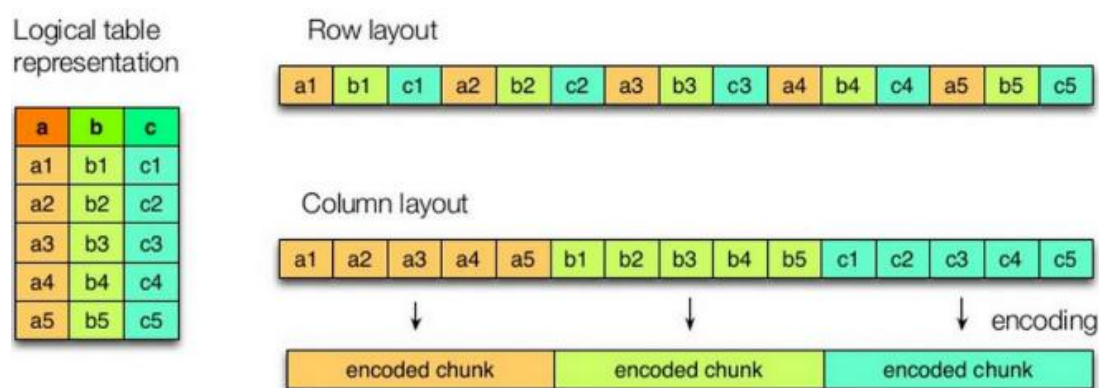 Logical table
representation
a b c
a1 b1 c1
a2 b2 c2
a3 b3 c3
a4 b4 c4
a5 b5 c5
Row layout
a1 b1 c1 a2 b2 c2 a3 b3 c3 a4 b4 c4 a5 b5 c5
Column layout
a1 a2 a3 a4 a5 b1 b2 b3 b4 b5 c1 c2 c3 c4 c5
encoding
encoded chunk encoded chunk encoded chunk